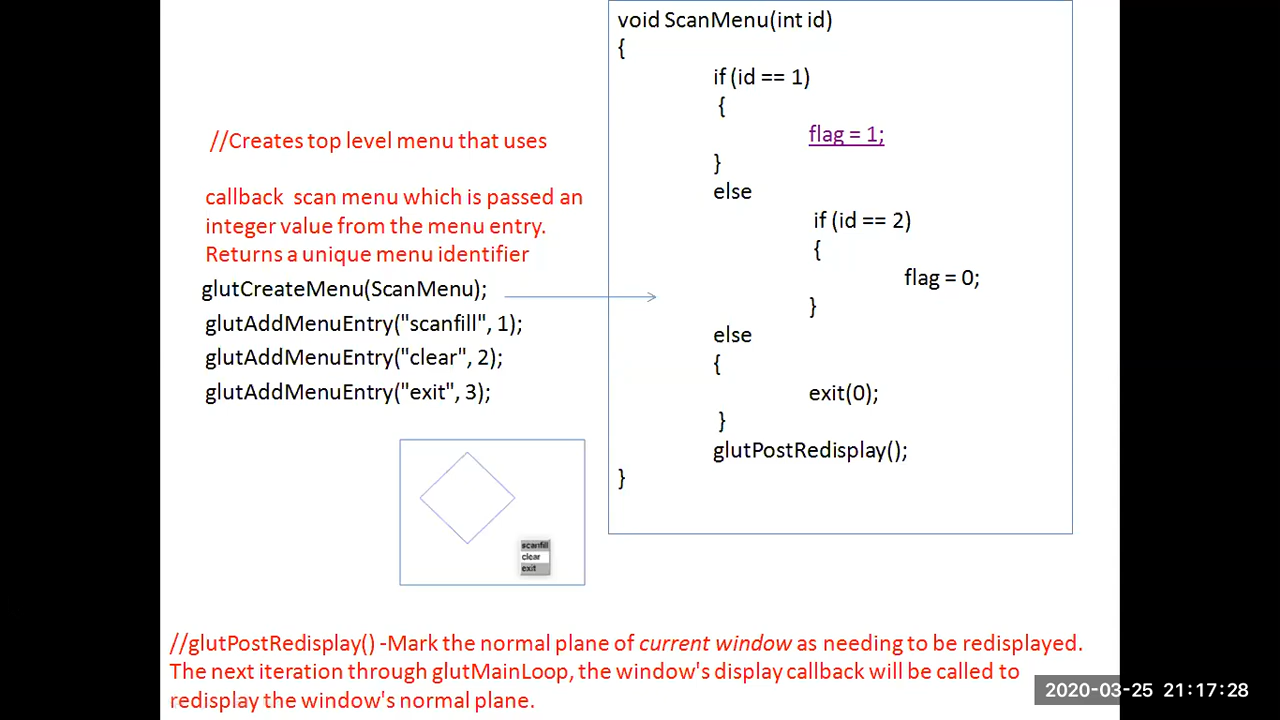 //Creates top level menu that uses
callback scan menu which is passed an
integer value from the menu entry.
Returns a unique menu identifier
glutCreateMenu(ScanMenu);
glutAddMenuEntry("scanfill", 1);
glutAddMenuEntry("clear", 2);
glutAddMenuEntry("exit", 3);
void ScanMenu(int id)
{
if (id == 1)
{
flag = 1;
}
else
if (id == 2)
{
flag = 0;
}
else
{
exit(0);
}
glutPostRedisplay();
}
scanfill
clear
exit
//glutPostRedisplay() -Mark the normal plane of current window as needing to be redisplayed.
The next iteration through glutMainLoop, the window's display callback will be called to
redisplay the window's normal plane.
2020-03-25 21:17:28